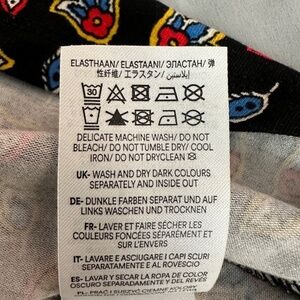 ELASTHAAN/ ELASTAANI/ ЭЛАСТАН/ 弹
性纤维/ エラスタン/ إيلاستين/
30
DELICATE MACHINE WASH/ DO NOT
BLEACH/ DO NOT TUMBLE DRY/ COOL
IRON/ DO NOT DRYCLEAN
UK- WASH AND DRY DARK COLOURS
SEPARATELY AND INSIDE OUT
DE- DUNKLE FARBEN SEPARAT UND AUF
LINKS WASCHEN UND TROCKNEN
FR- LAVER ET FAIRE SÉCHER LES
COULEURS FONCÉES SÉPARÉMENT ET
SUR L'ENVERS
IT- LAVARE E ASCIUGARE I CAPI SCURI
SEPARATAMENTE E AL ROVESCIO
ES- LAVAR Y SECAR LA ROPA DE COLOR
OSCURO SEPARADAMENTE Y DEL REVÉS